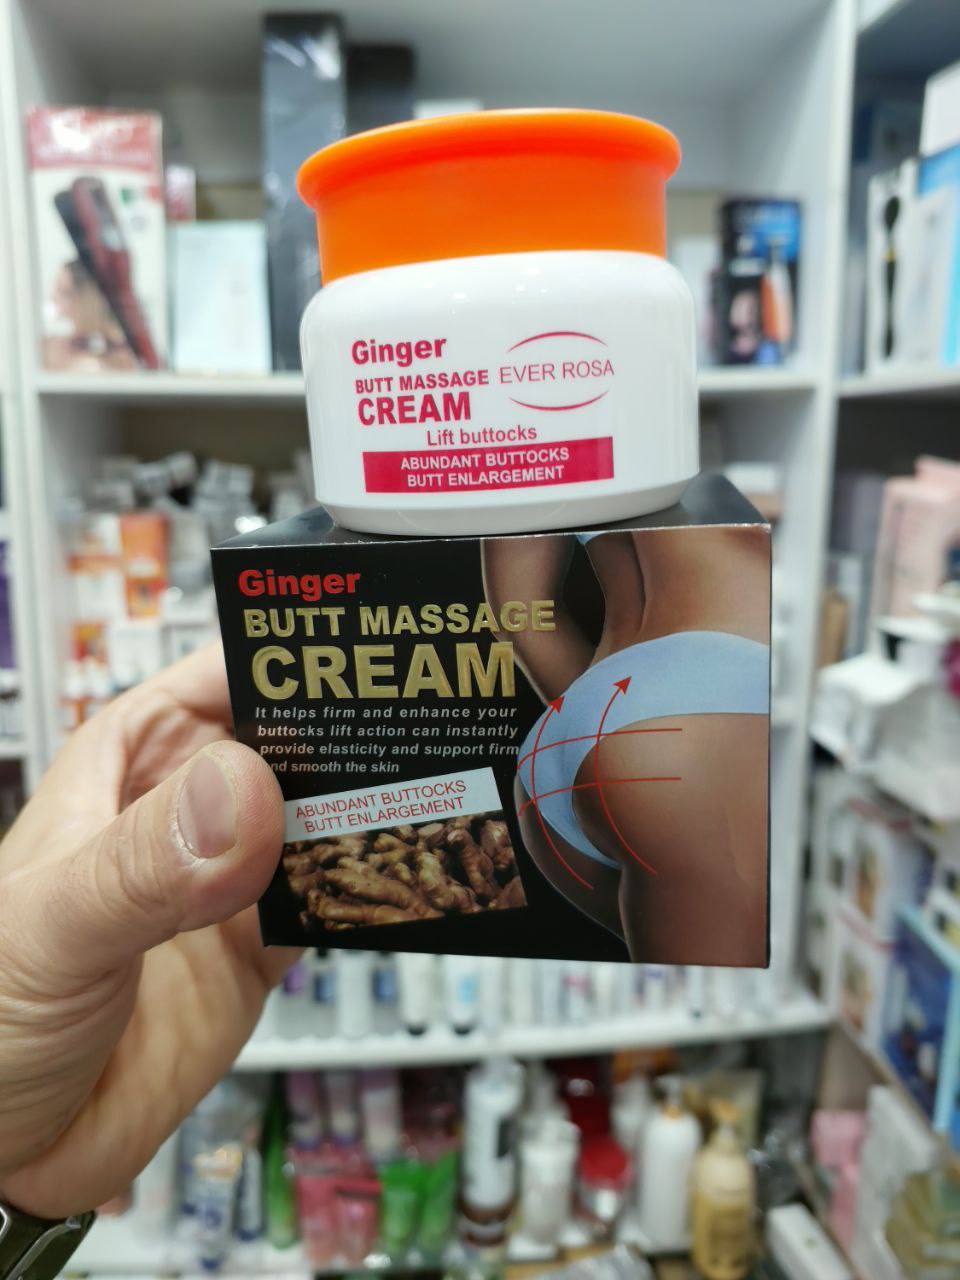 Ginger
BUTT MASSAGE
CREAM
EVER ROSA
Lift buttocks
ABUNDANT BUTTOCKS
BUTT ENLARGEMENT
Ginger
BUTT MASSAGE
CREAM
It helps firm and enhance your
buttocks lift action can instantly
provide elasticity and support firm
nd smooth the skin
ABUNDANT BUTTOCKS
BUTT ENLARGEMENT